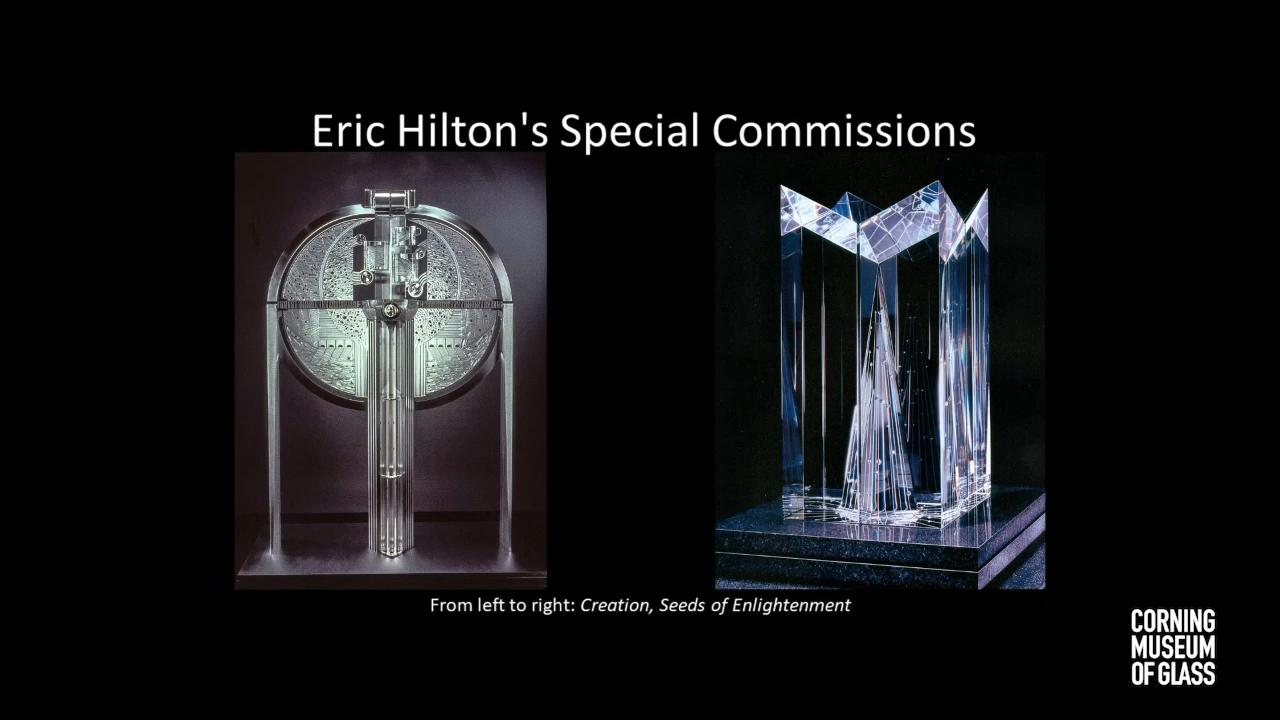 Eric Hilton's Special Commissions
From left to right: Creation, Seeds of Enlightenment
CORNING
MUSEUM
OF GLASS